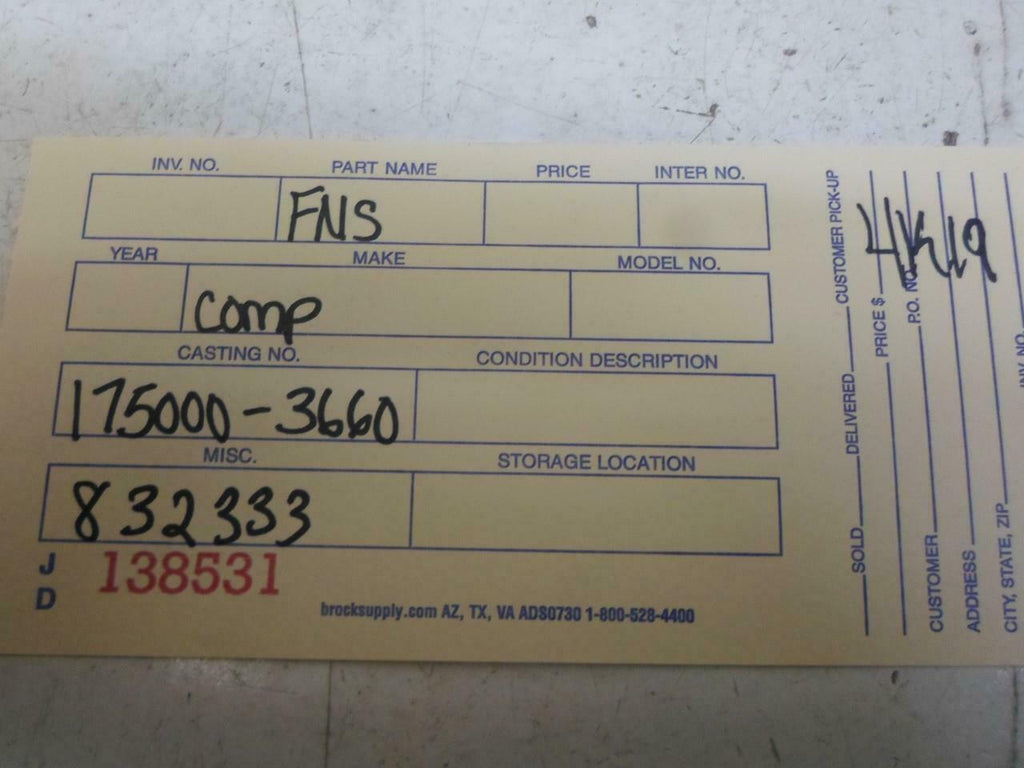 INV. NO. PART NAME PRICE INTER NO.
FNS
YEAR MAKE MODEL NO.
comp
CASTING NO. CONDITION DESCRIPTION
175000-3660
MISC. STORAGE LOCATION
832333
J
D
138531
brocksupply.com AZ, TX, VA ADS0730 1-800-528-4400
SOLD DELIVERED CUSTOMER PICK-UP
PRICE $
P.O. NO.
CUSTOMER
ADDRESS
CITY, STATE, ZIP
INV. NO.